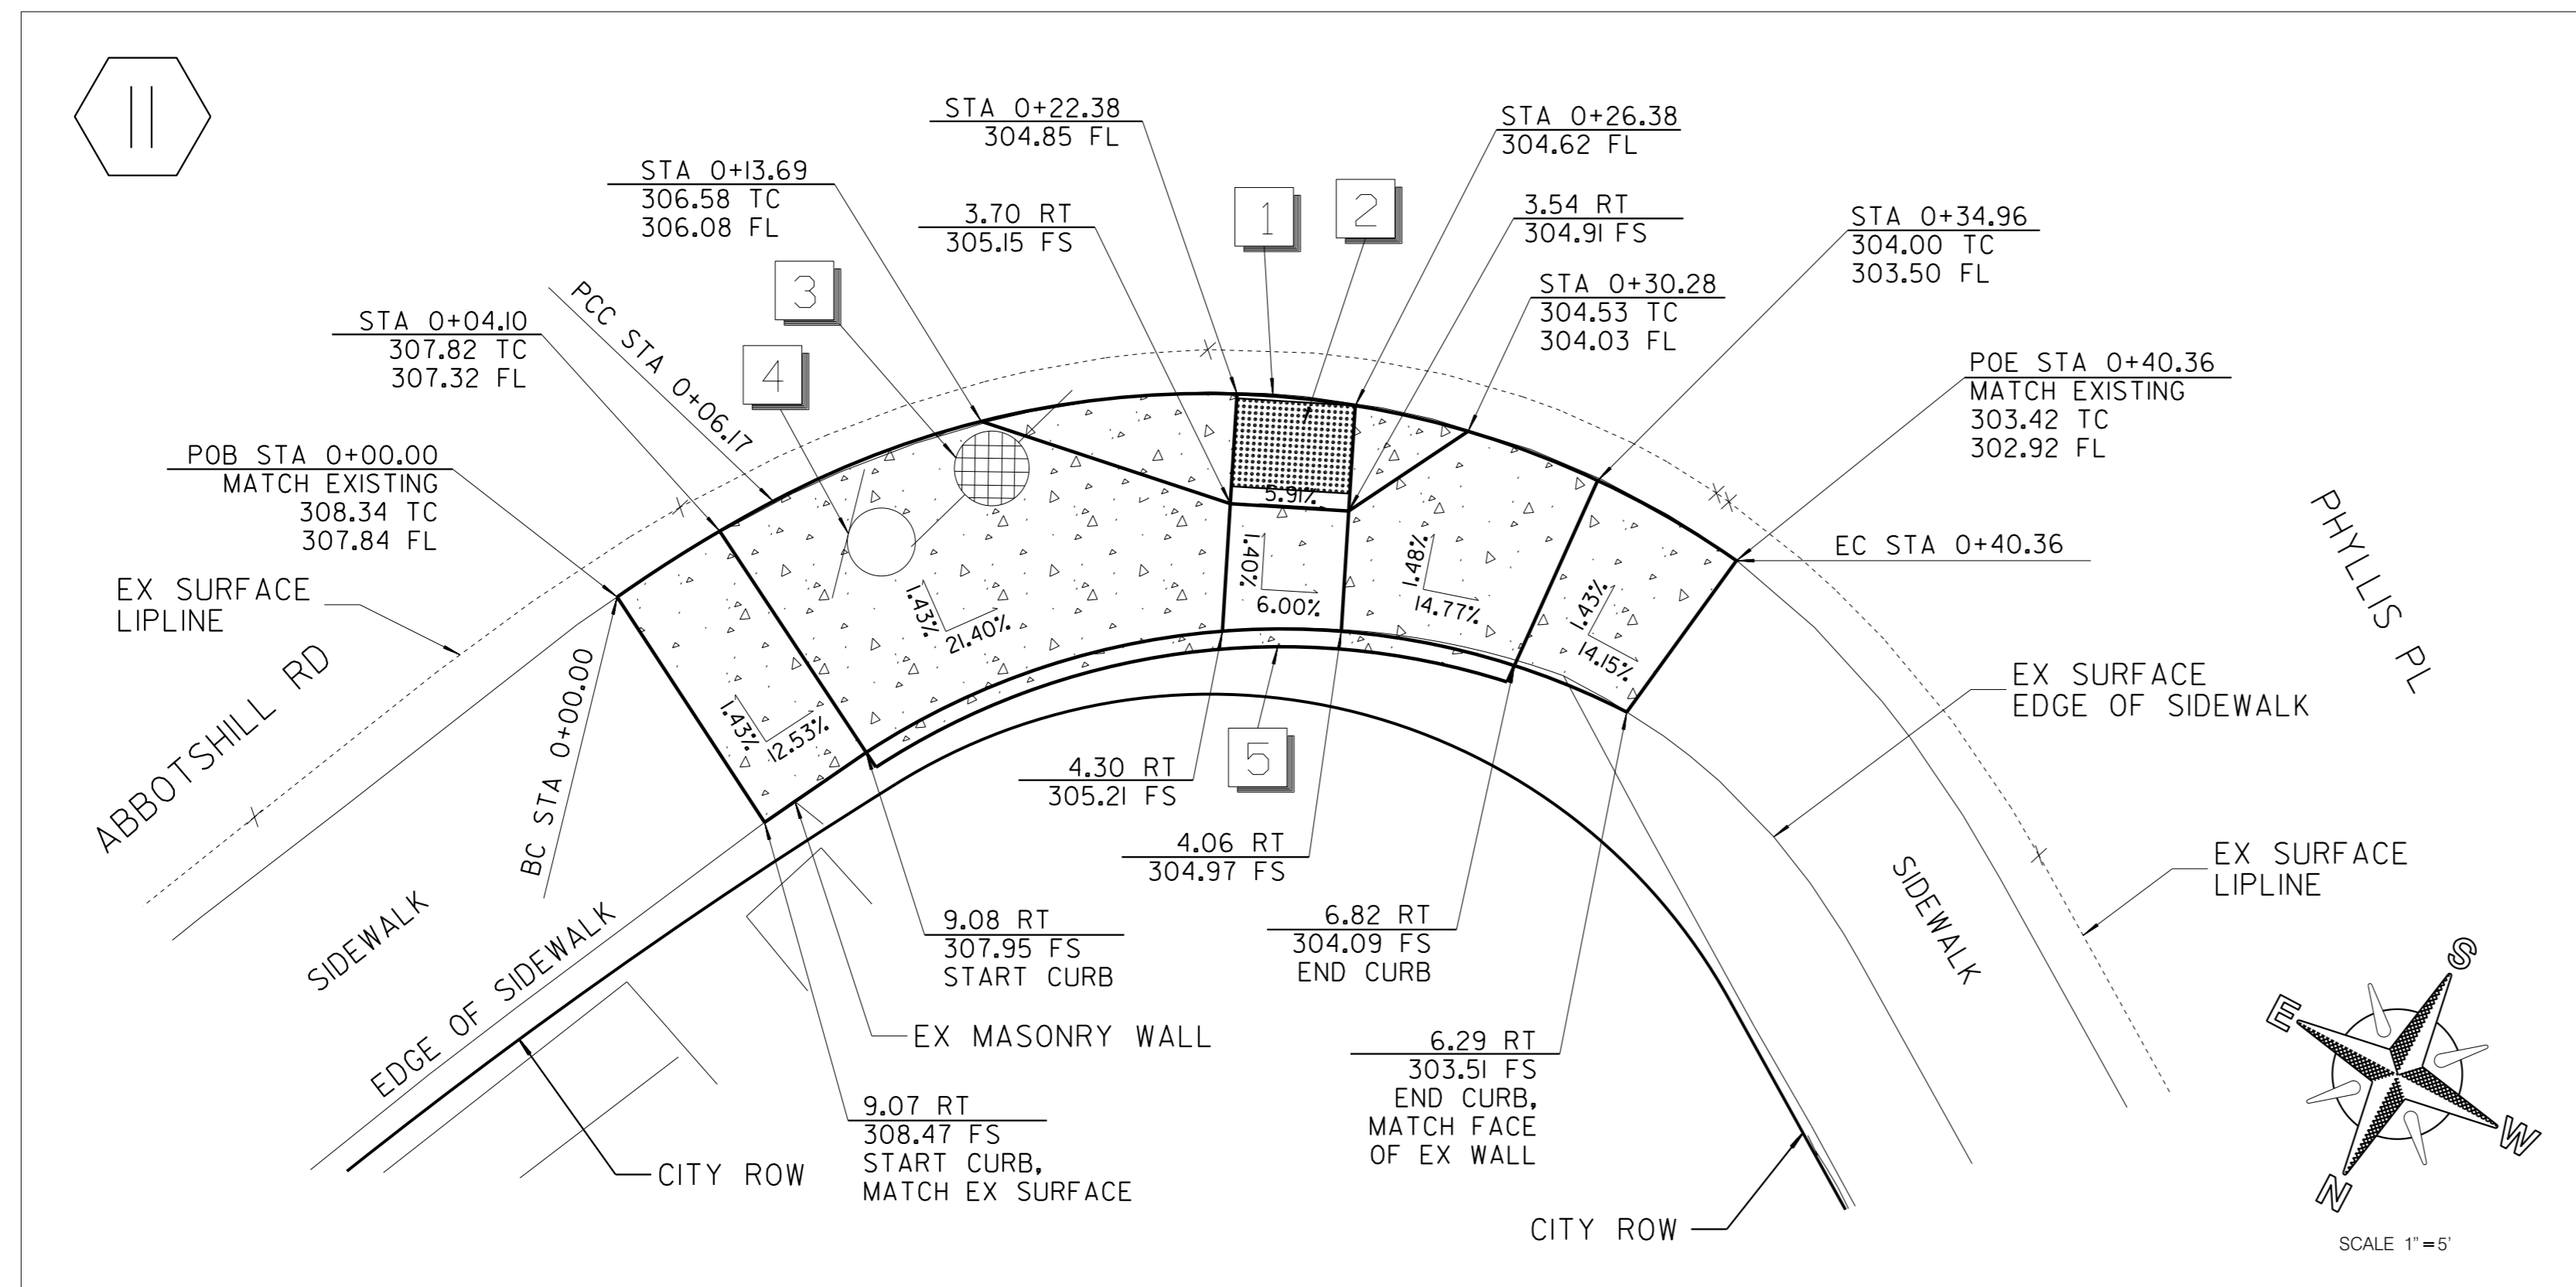 11
STA 0+22.38
304.85 FL
STA 0+26.38
304.62 FL
STA 0+13.69
306.58 TC
306.08 FL
3.70 RT
305.15 FS
1
2
3.54 RT
304.91 FS
STA 0+34.96
304.00 TC
303.50 FL
3
STA 0+30.28
304.53 TC
304.03 FL
PCC STA 0+06.17
STA 0+04.10
307.82 TC
307.32 FL
4
POE STA 0+40.36
MATCH EXISTING
303.42 TC
302.92 FL
POB STA 0+00.00
MATCH EXISTING
308.34 TC
307.84 FL
5.91%
PHYLLIS PL
EC STA 0+40.36
EX SURFACE
LIPLINE
1.43%
21.40%
1.40%
6.00%
1.48%
14.77%
1.43%
14.15%
ABBOTSHILL RD
BC STA 0+00.00
1.43%
12.53%
EX SURFACE
EDGE OF SIDEWALK
5
4.30 RT
305.21 FS
4.06 RT
304.97 FS
EX SURFACE
LIPLINE
SIDEWALK
SIDEWALK
EDGE OF SIDEWALK
9.08 RT
307.95 FS
START CURB
6.82 RT
304.09 FS
END CURB
EX MASONRY WALL
6.29 RT
303.51 FS
END CURB,
MATCH FACE
OF EX WALL
9.07 RT
308.47 FS
START CURB,
MATCH EX SURFACE
CITY ROW
CITY ROW
S
E
W
N
SCALE 1"=5'